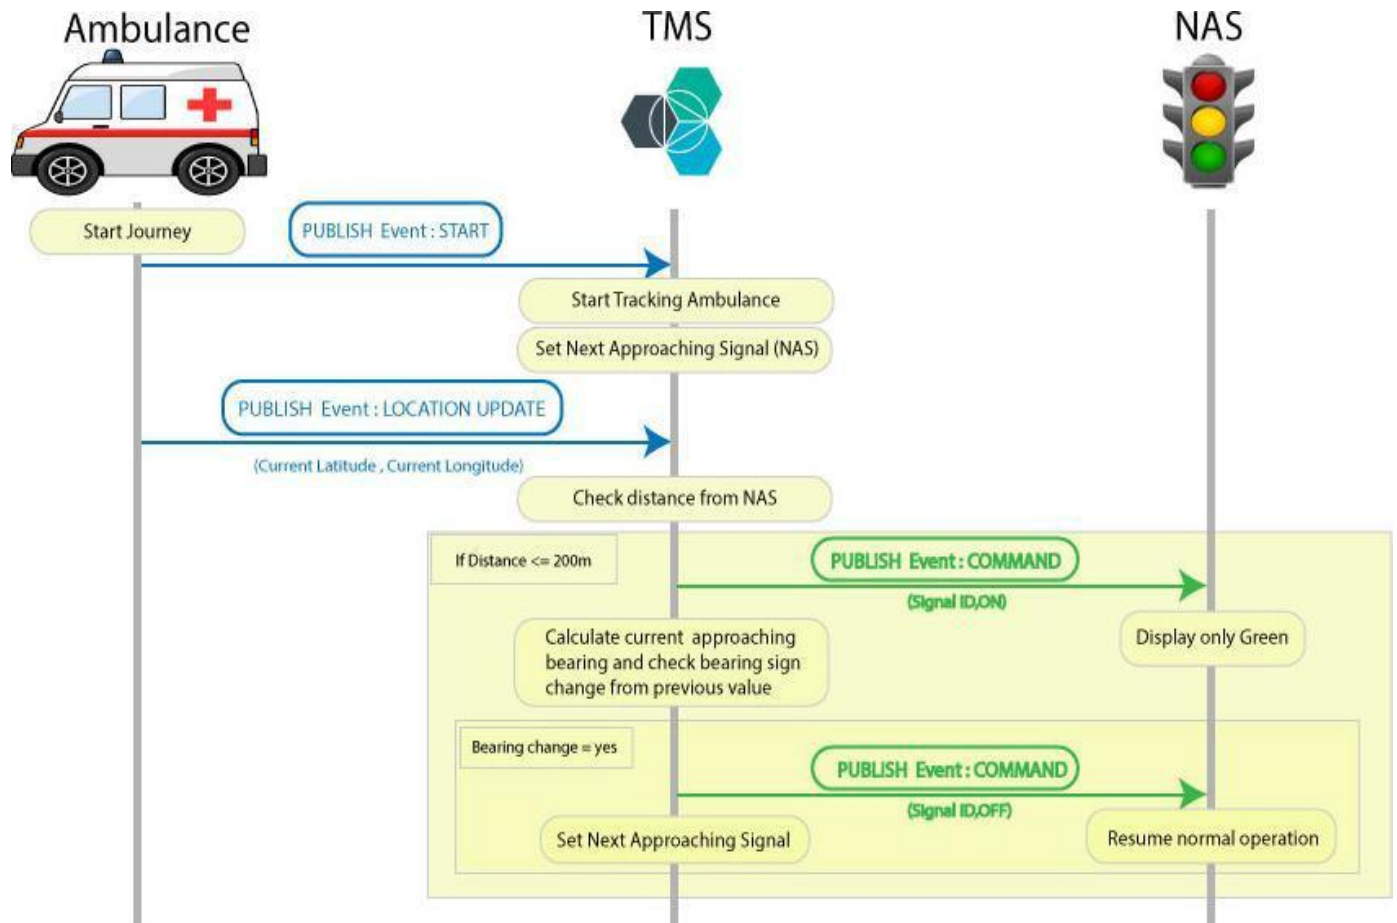 Ambulance
TMS
NAS
Start Journey
PUBLISH Event : START
Start Tracking Ambulance
Set Next Approaching Signal (NAS)
PUBLISH Event : LOCATION UPDATE
(Current Latitude , Current Longitude)
Check distance from NAS
If Distance <= 200m
PUBLISH Event : COMMAND
(Signal ID,ON)
Calculate current approaching
bearing and check bearing sign
change from previous value
Display only Green
Bearing change = yes
PUBLISH Event : COMMAND
(Signal ID,OFF)
Set Next Approaching Signal
Resume normal operation